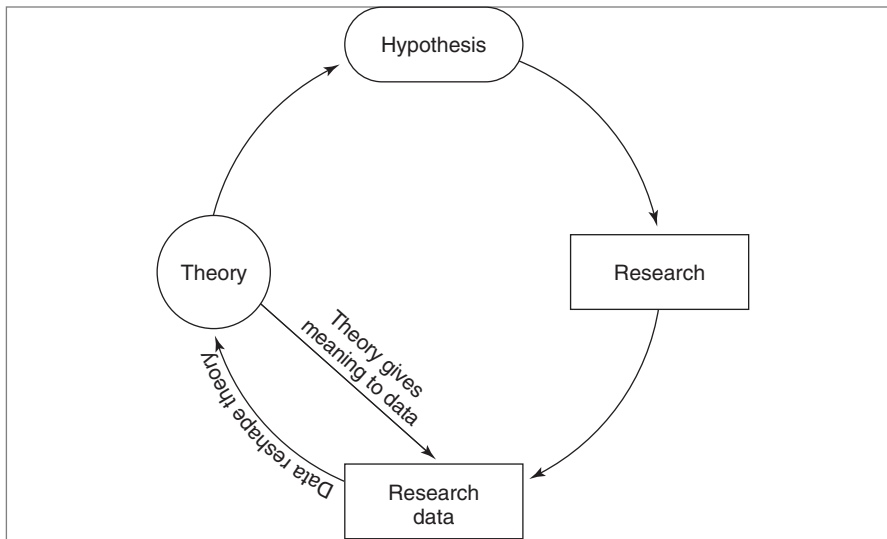 Hypothesis
Theory
Research
Theory gives
meaning to data
Data reshape theory
Research
data